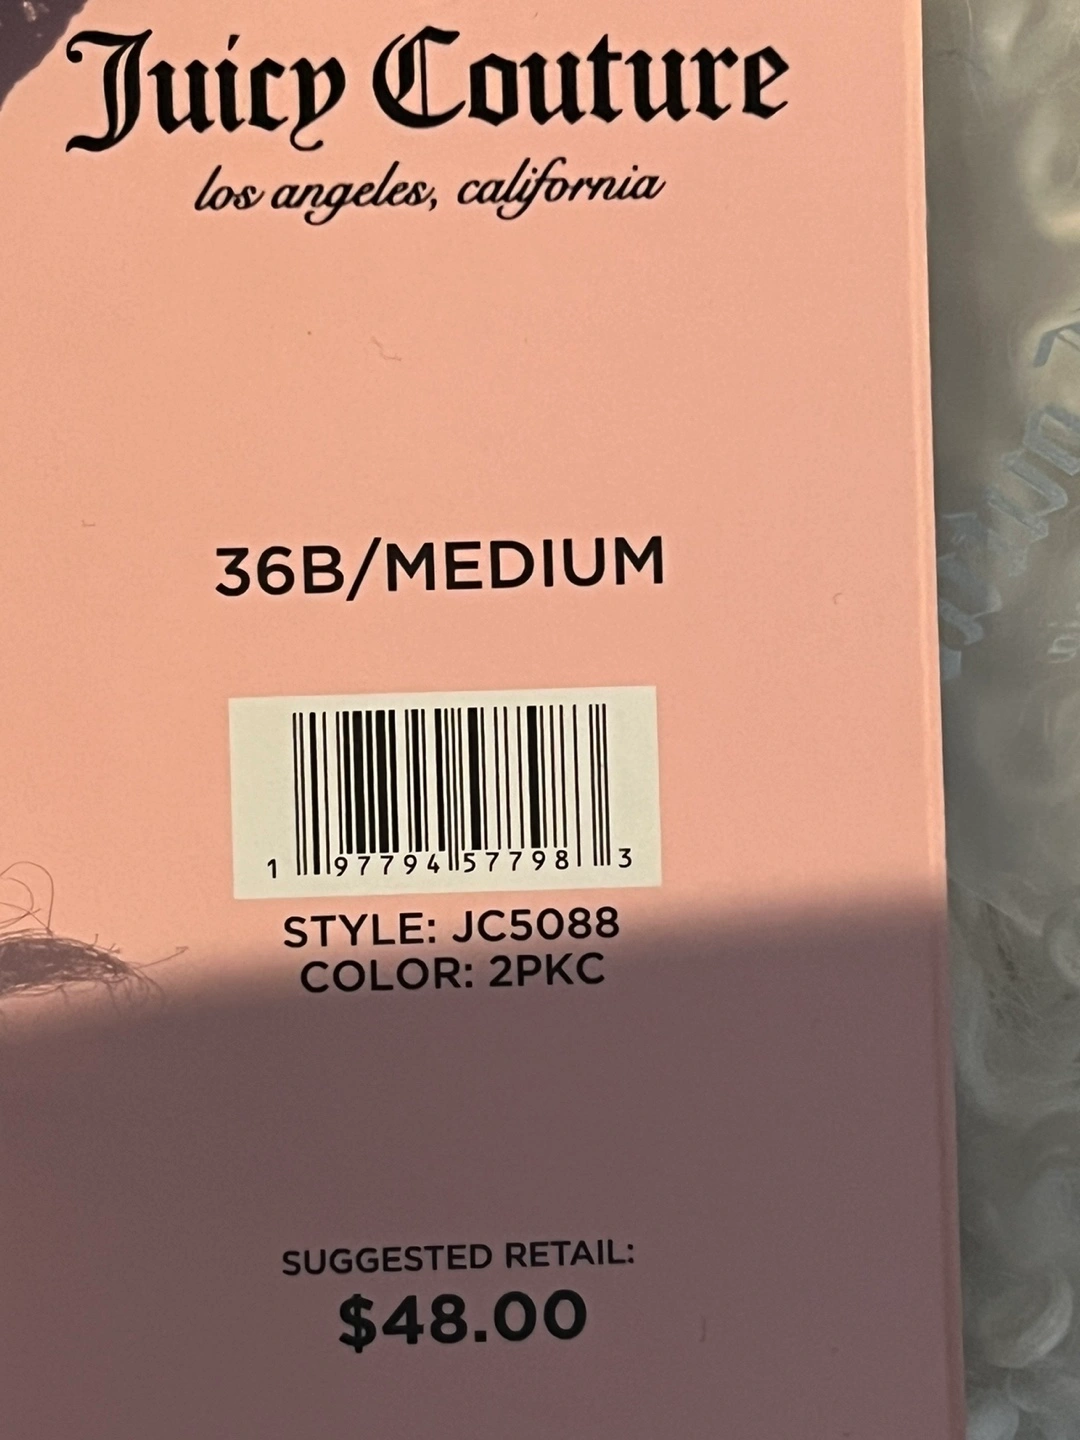 Juicy Couture
los angeles, california
36B/MEDIUM
1 97794 57798 3
STYLE: JC5088
COLOR: 2PKC
SUGGESTED RETAIL:
$48.00